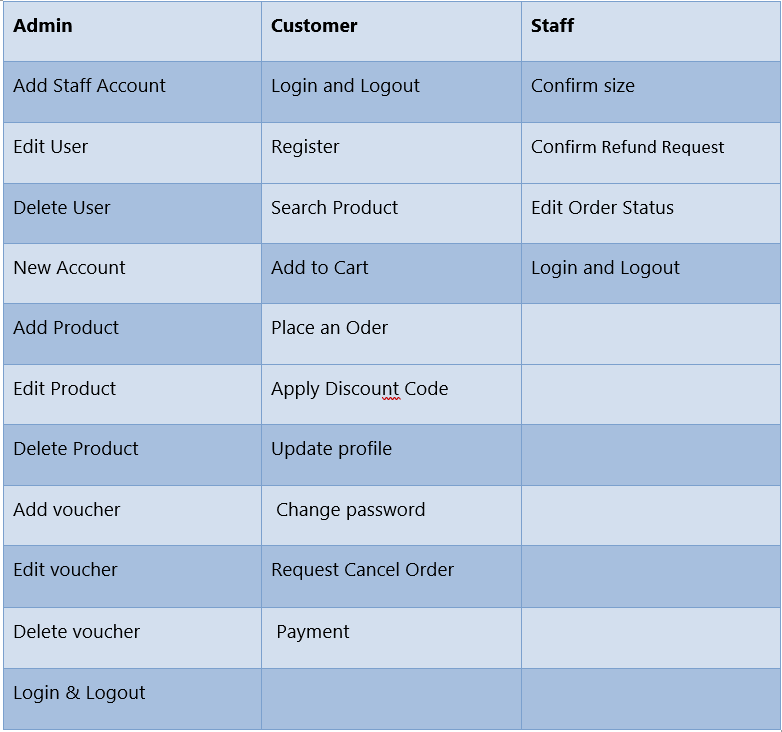 Admin Customer Staff
Add Staff Account Login and Logout Confirm size
Edit User Register Confirm Refund Request
Delete User Search Product Edit Order Status
New Account Add to Cart Login and Logout
Add Product Place an Oder
Edit Product Apply Discount Code
Delete Product Update profile
Add voucher Change password
Edit voucher Request Cancel Order
Delete voucher Payment
Login & Logout